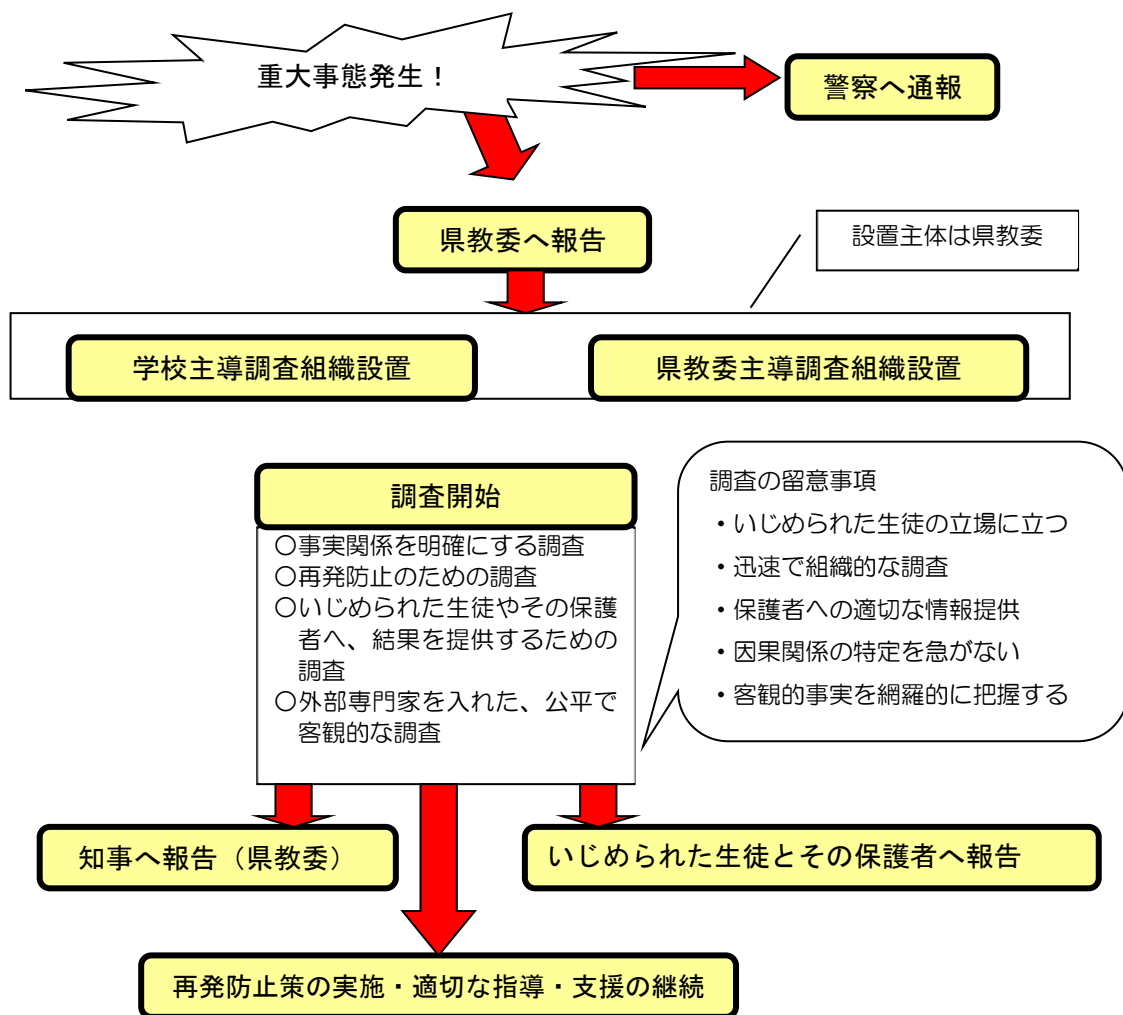 重大事態発生！
警察へ通報
県教委へ報告
設置主体は県教委
学校主導調査組織設置
県教委主導調査組織設置
調査開始
〇事実関係を明確にする調査
〇再発防止のための調査
〇いじめられた生徒やその保護
者へ、結果を提供するための
調査
〇外部専門家を入れた、公平で
客観的な調査
調査の留意事項
・いじめられた生徒の立場に立つ
・迅速で組織的な調査
・保護者への適切な情報提供
・因果関係の特定を急がない
・客観的事実を網羅的に把握する
知事へ報告（県教委）
いじめられた生徒とその保護者へ報告
再発防止策の実施・適切な指導・支援の継続